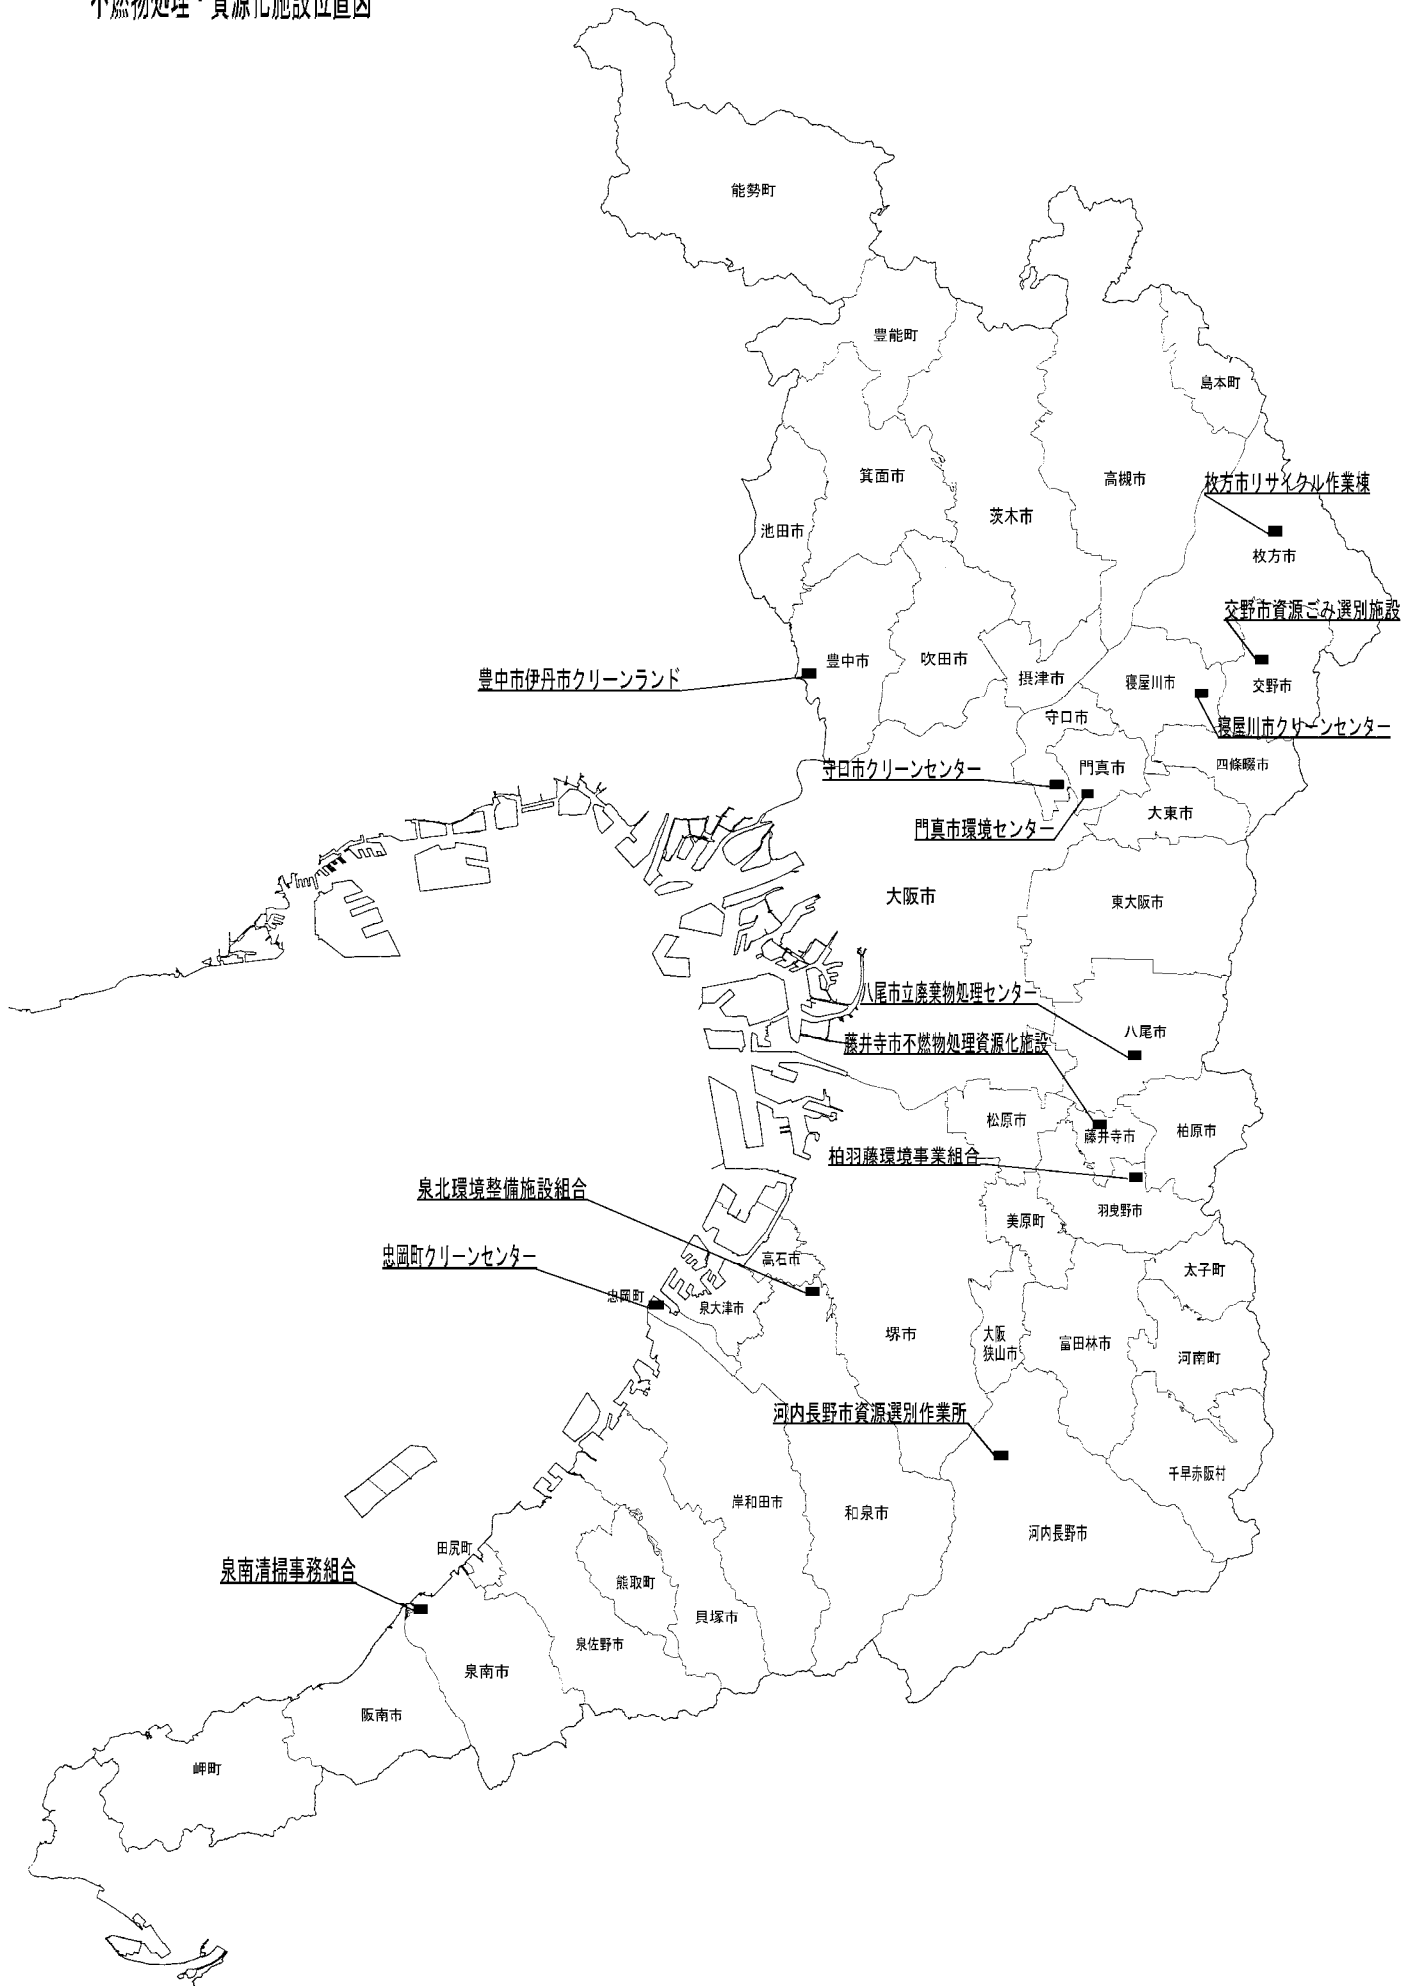 不燃物処理・資源化施設位置図
能勢町
豊能町
島本町
箕面市
高槻市
枚方市リサイクル作業棟
茨木市
池田市
枚方市
交野市資源ごみ選別施設
豊中市
吹田市
摂津市
寝屋川市
交野市
豊中市伊丹市クリーンランド
守口市
寝屋川市クリーンセンター
守口市クリーンセンター
門真市
四條畷市
大東市
門真市環境センター
大阪市
東大阪市
八尾市立廃棄物処理センター
八尾市
藤井寺市不燃物処理資源化施設
松原市
藤井寺市
柏原市
柏羽藤環境事業組合
泉北環境整備施設組合
美原町
羽曳野市
忠岡町クリーンセンター
高石市
太子町
忠岡町
泉大津市
堺市
大阪
狭山市
富田林市
河南町
河内長野市資源選別作業所
千早赤阪村
岸和田市
和泉市
河内長野市
田尻町
泉南清掃事務組合
熊取町
貝塚市
泉佐野市
泉南市
阪南市
岬町